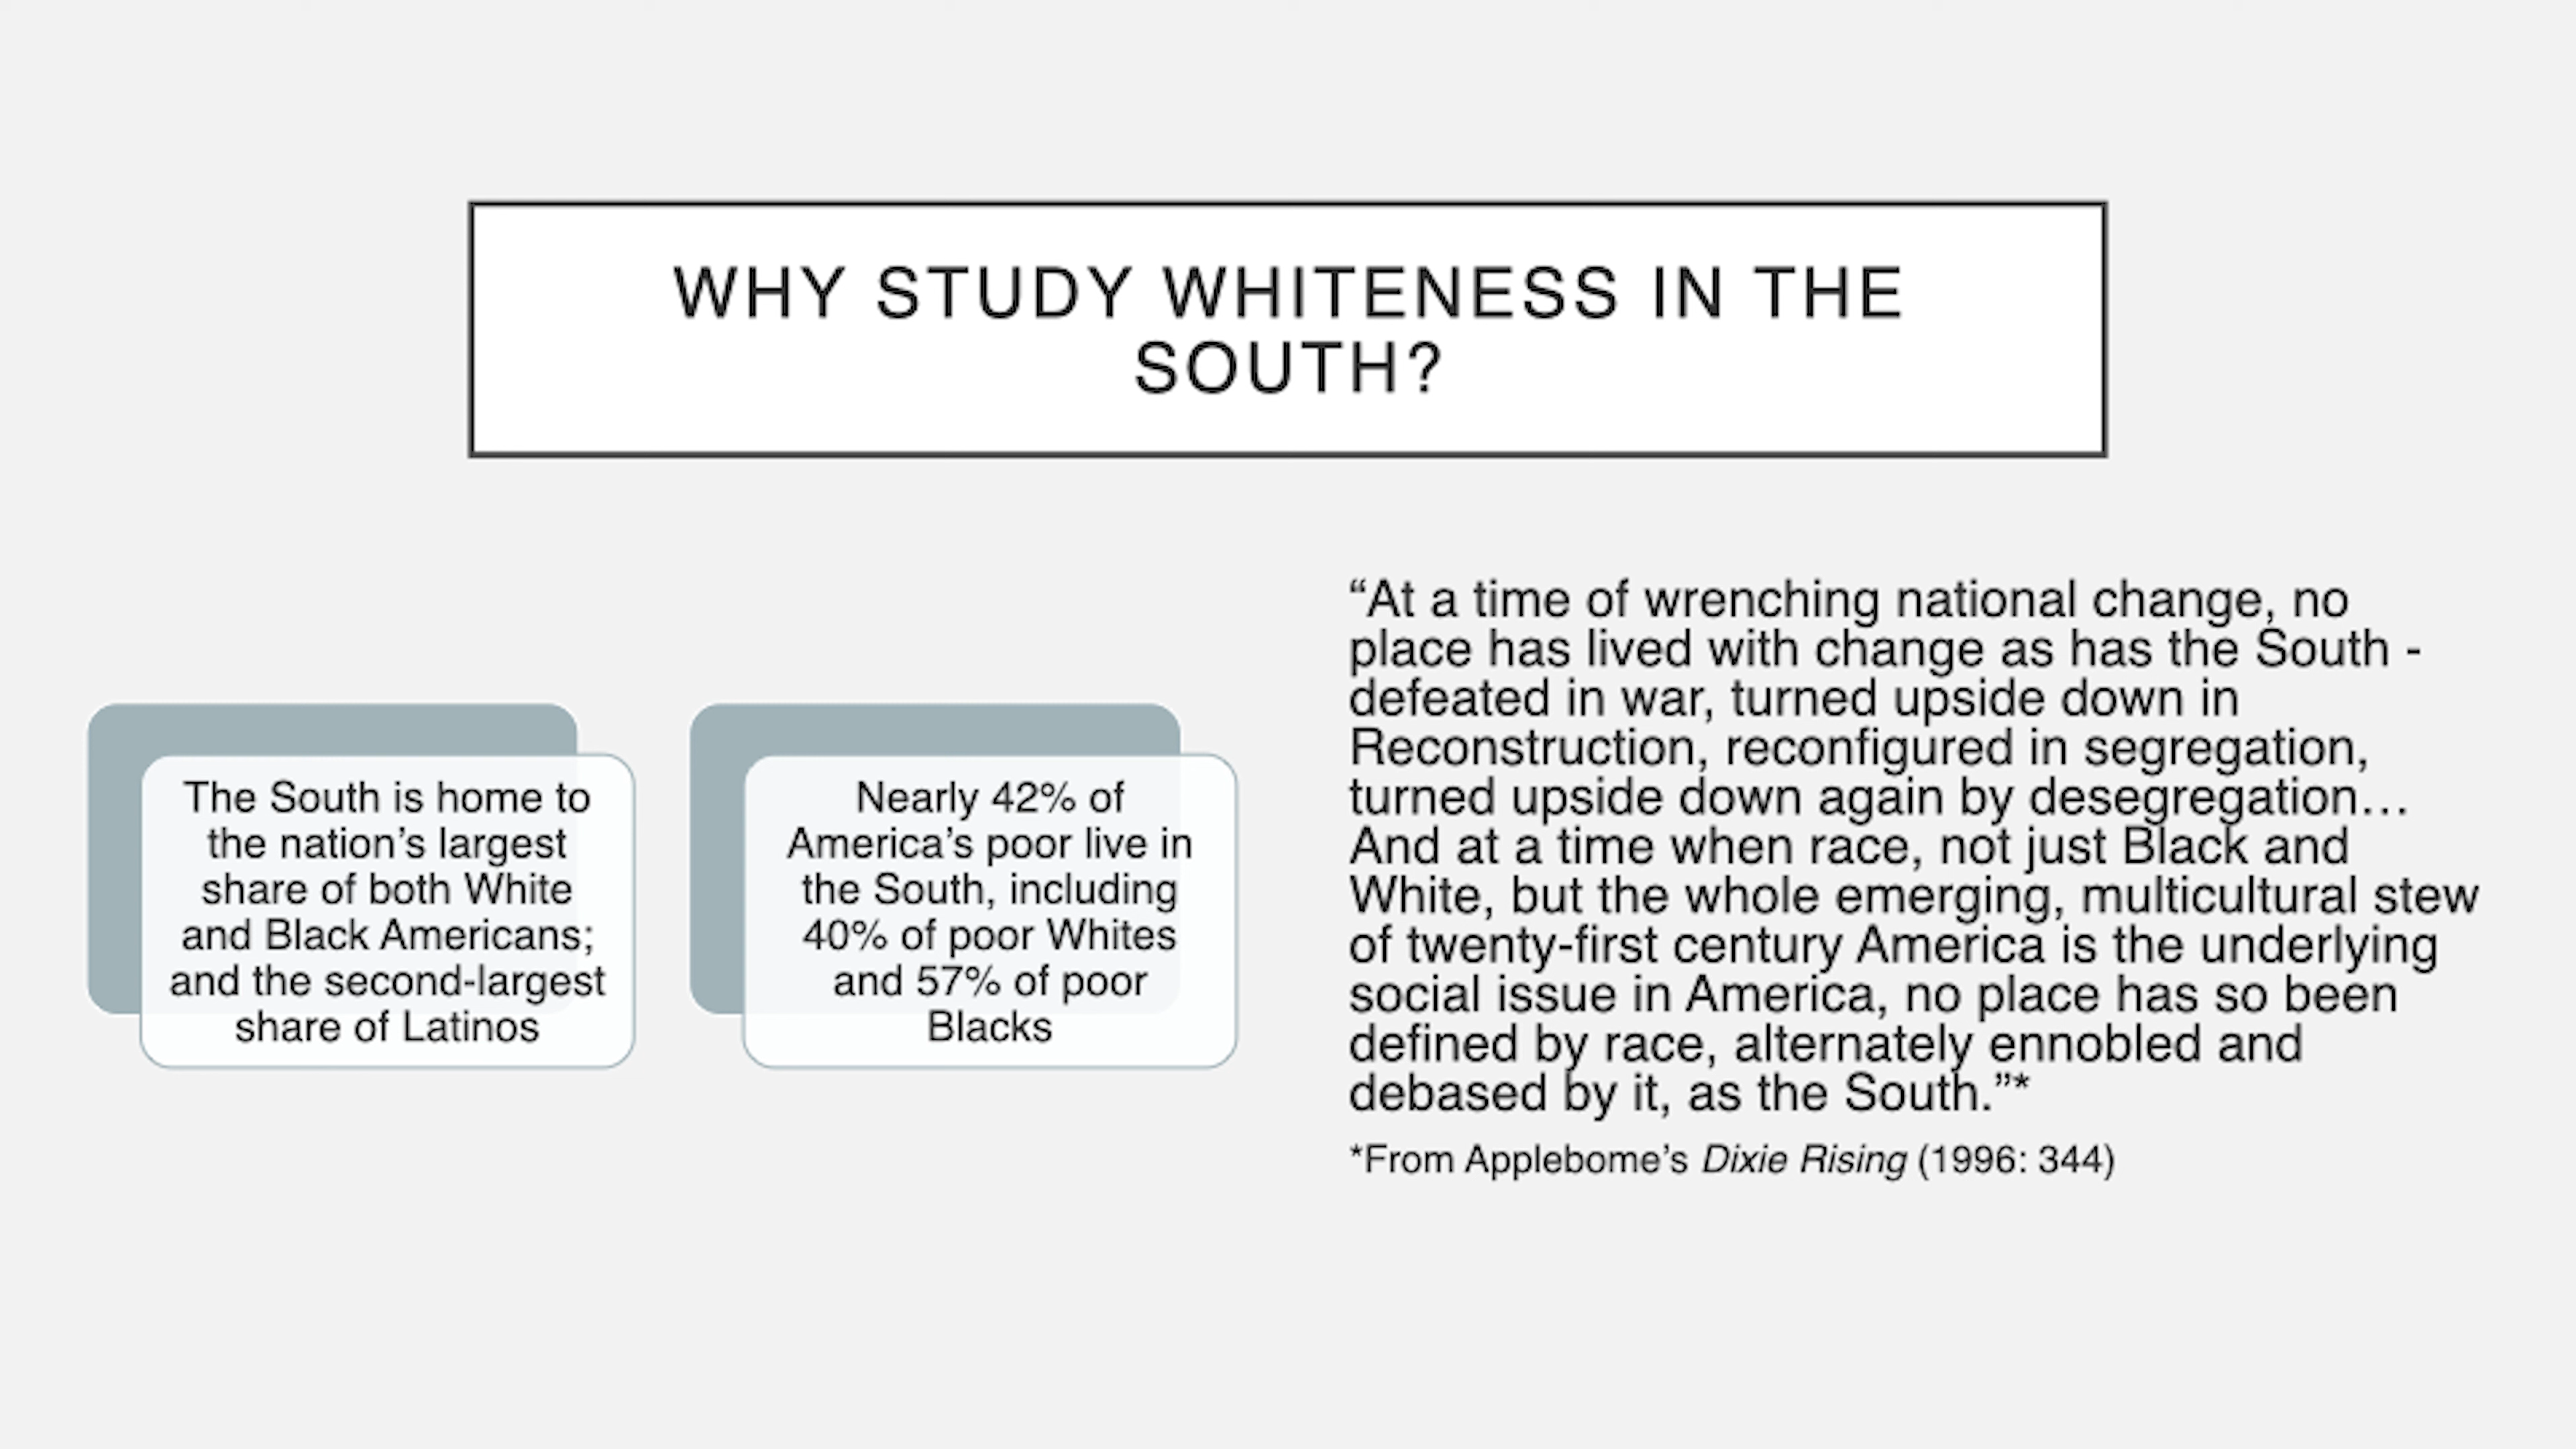 WHY STUDY WHITENESS IN THE
SOUTH?
The South is home to
the nation’s largest
share of both White
and Black Americans;
and the second-largest
share of Latinos
Nearly 42% of
America’s poor live in
the South, including
40% of poor Whites
and 57% of poor
Blacks
“At a time of wrenching national change, no
place has lived with change as has the South -
defeated in war, turned upside down in
Reconstruction, reconfigured in segregation,
turned upside down again by desegregation…
And at a time when race, not just Black and
White, but the whole emerging, multicultural stew
of twenty-first century America is the underlying
social issue in America, no place has so been
defined by race, alternately ennobled and
debased by it, as the South.”*
*From Applebome’s Dixie Rising (1996: 344)